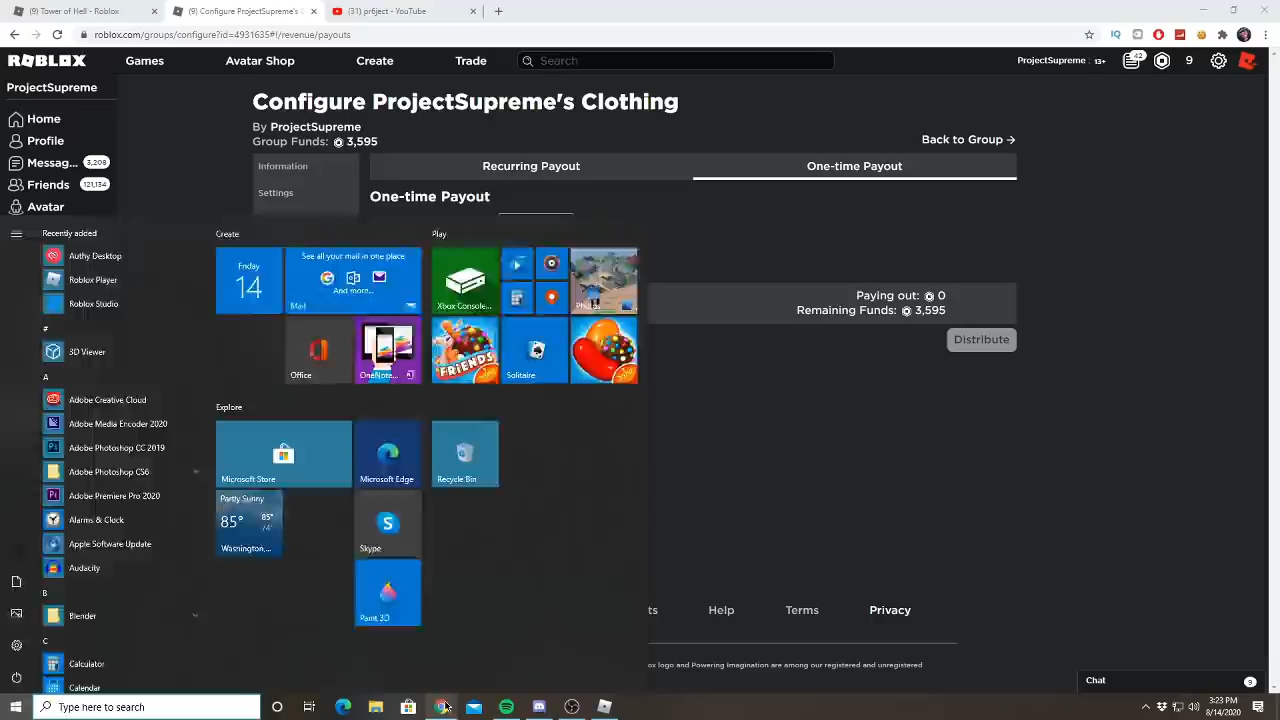 (9) Tower of Hell - Roblox
(9) Configure ProjectSupreme's G
(31) prfject - YouTube
roblox.com/groups/configure?id=4931635#!/revenue/payouts
ROBLOX
Games
Avatar Shop
Create
Trade
Search
ProjectSupreme : 13+
42
9
ProjectSupreme
Home
Profile
Messag...
3,208
Friends
121,134
Avatar
Configure ProjectSupreme's Clothing
By ProjectSupreme
Group Funds: 3,595
Back to Group
Information
Settings
Recurring Payout
One-time Payout
One-time Payout
Paying out: 0
Remaining Funds: 3,595
Distribute
Recently added
Authy Desktop
Roblox Player
Roblox Studio
#
3D Viewer
A
Adobe Creative Cloud
Adobe Media Encoder 2020
Adobe Photoshop CC 2019
Adobe Photoshop CS6
Adobe Premiere Pro 2020
Alarms & Clock
Apple Software Update
Audacity
B
Blender
C
Calculator
Calendar
Create
Friday
14
See all your mail in one place
And more...
Mail
Office
OneNote...
Play
Xbox Console...
Photos
FRIENDS
Solitaire
Explore
Microsoft Store
Microsoft Edge
Recycle Bin
Partly Sunny
85°
85°
74°
Washington,...
Skype
Paint 3D
ts
Help
Terms
Privacy
ox logo and Powering Imagination are among our registered and unregistered
Chat
9
Type here to search
3:23 PM
8/14/2020